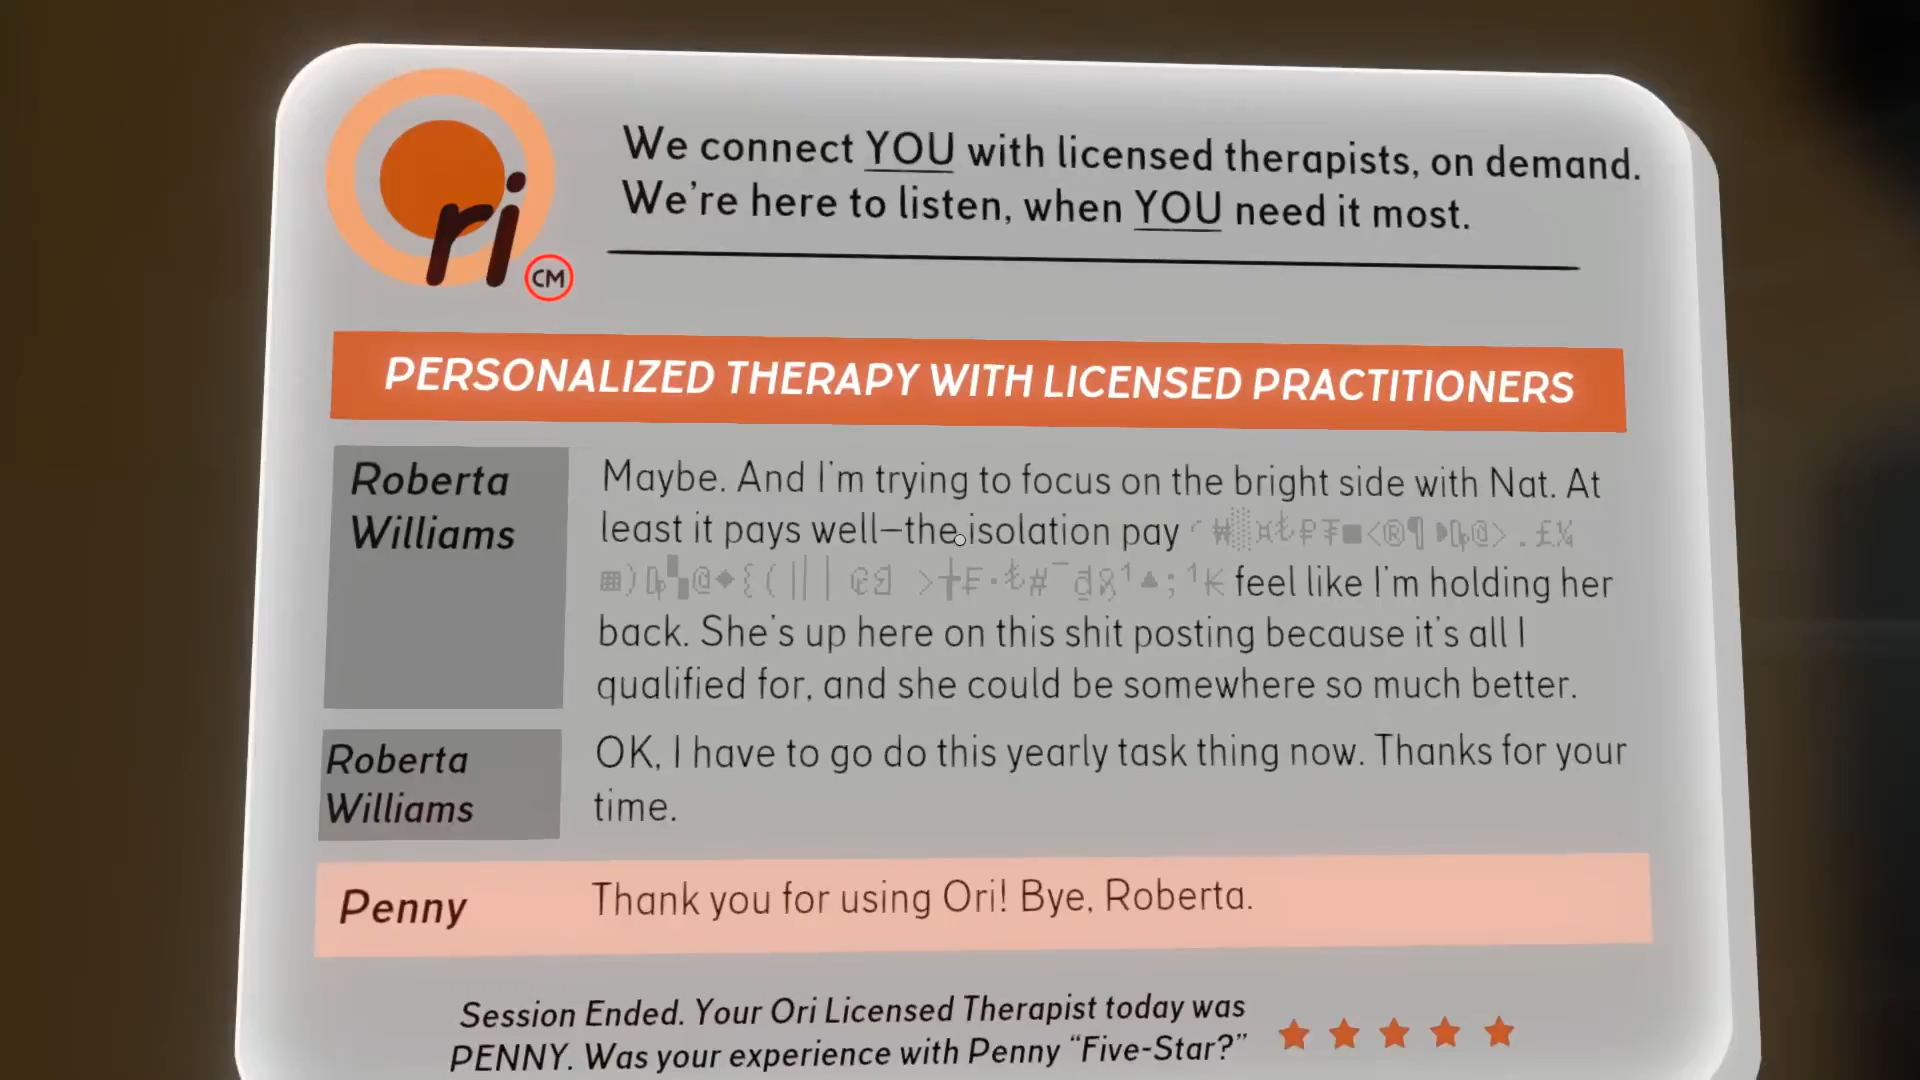 Ori
CM
We connect YOU with licensed therapists, on demand.
We're here to listen, when YOU need it most.
PERSONALIZED THERAPY WITH LICENSED PRACTITIONERS
Roberta
Williams
Maybe. And I'm trying to focus on the bright side with Nat. At
least it pays well–the isolation pay
feel like I'm holding her
back. She's up here on this shit posting because it's all I
qualified for, and she could be somewhere so much better.
Roberta
Williams
OK, I have to go do this yearly task thing now. Thanks for your
time.
Penny
Thank you for using Ori! Bye, Roberta.
Session Ended. Your Ori Licensed Therapist today was
PENNY. Was your experience with Penny “Five-Star?”